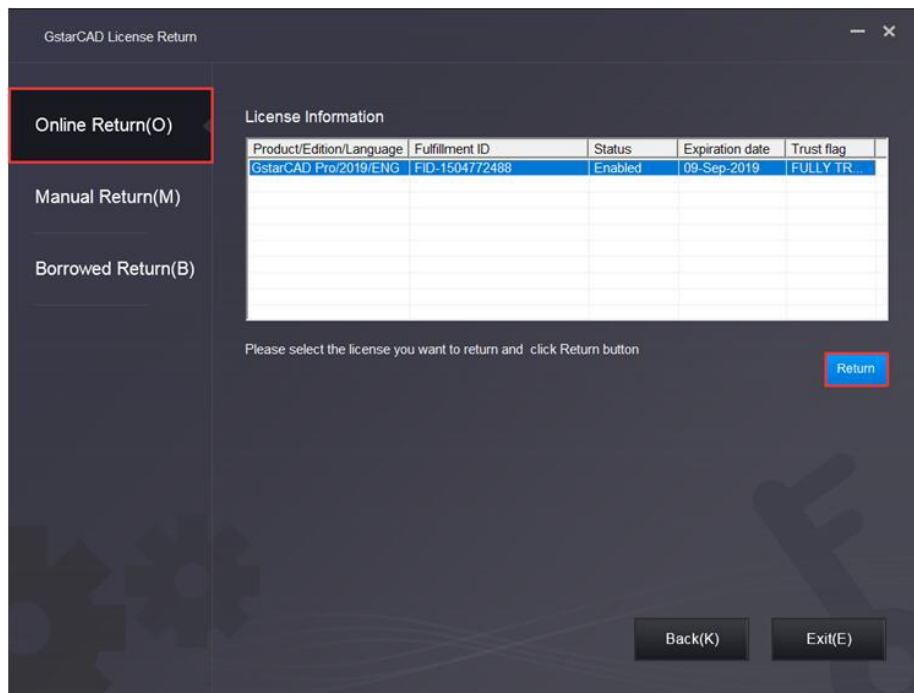 GstarCAD License Return
Online Return(O)
Manual Return(M)
Borrowed Return(B)
License Information
Product/Edition/Language Fulfillment ID Status Expiration date Trust flag
GstarCAD Pro/2019/ENG FID-1504772488 Enabled 09-Sep-2019 FULLY TR...
Please select the license you want to return and click Return button
Return
Back(K) Exit(E)